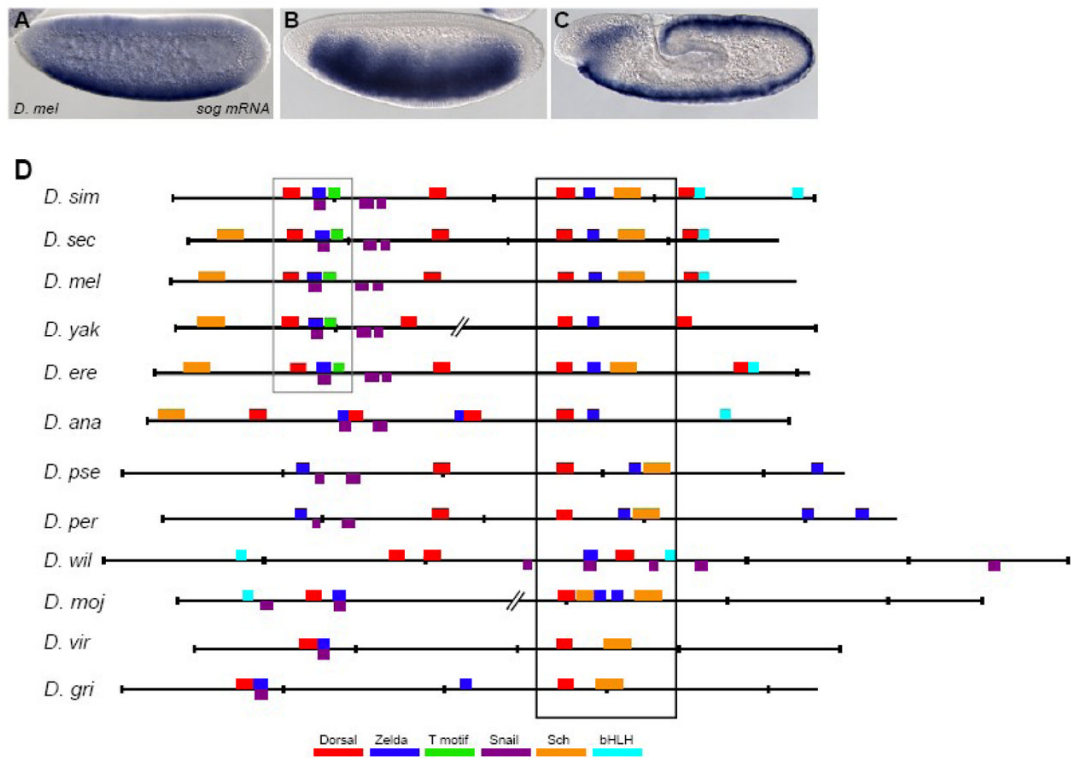 A
B
C
D. mel
sog mRNA
D
D. sim
D. sec
D. mel
D. yak
D. ere
D. ana
D. pse
D. per
D. wil
D. moj
D. vir
D. gri
Dorsal Zelda T motif Snail Sch bHLH